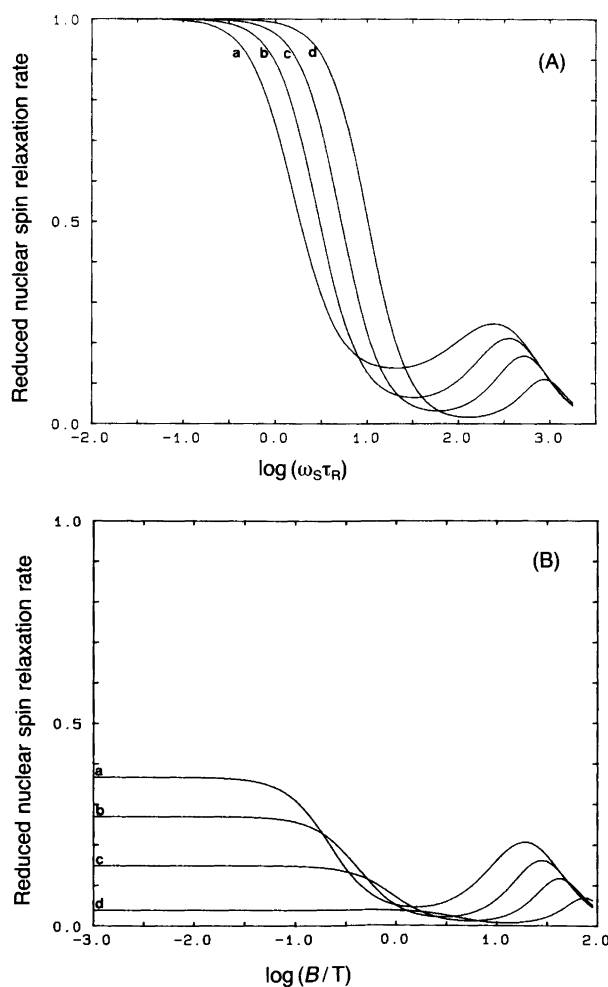 1.0
a
b
c
d
(A)
0.5
0.0
-2.0
-1.0
0.0
1.0
2.0
3.0
Reduced nuclear spin relaxation rate
log (ωSτR)
1.0
(B)
0.5
a
b
c
d
0.0
-3.0
-2.0
-1.0
0.0
1.0
2.0
Reduced nuclear spin relaxation rate
log (B/T)